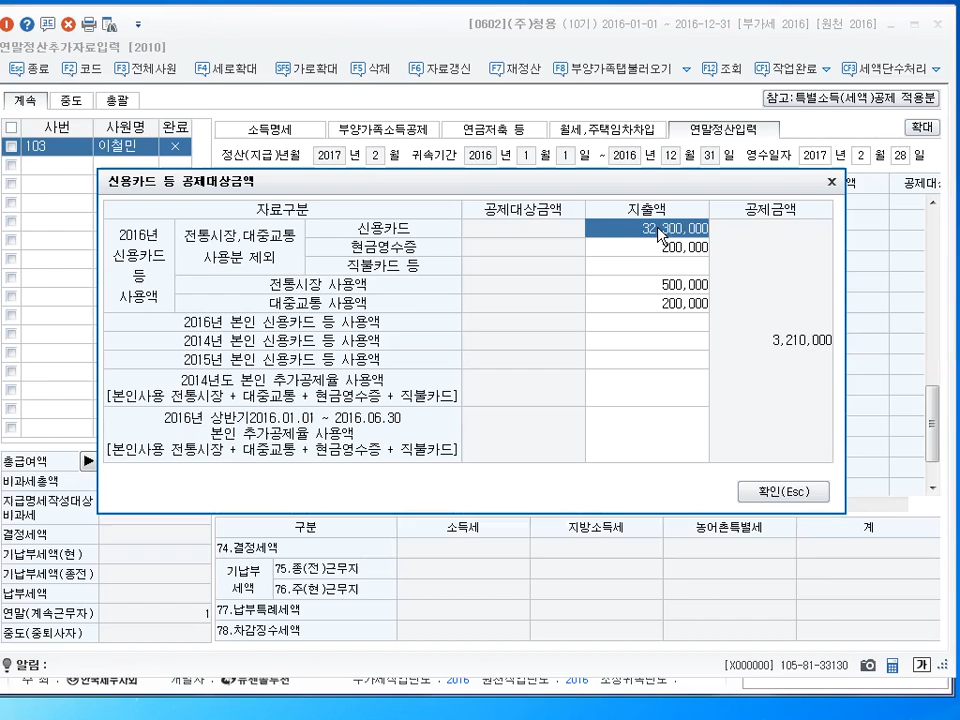 [0602](주)청용 (10기) 2016-01-01 ~ 2016-12-31 [부가세 2016] [원천 2016]
연말정산추가자료입력 [2010]
Esc 종료 F2 코드 F3 전체사원 F4 세로확대 SF5 가로확대 F5 삭제 F6 자료갱신 F7 재정산 F8 부양가족탭불러오기 F12 조회 CF1 작업완료 CF3 세액단수처리
계속 중도 총괄 참고:특별소득(세액)공제 적용분
사번 사원명 완료 소득명세 부양가족소득공제 연금저축 등 월세,주택임차차입 연말정산입력 확대
103 이철민 × 정산(지급)년월 2017 년 2 월 귀속기간 2016 년 1 월 1 일 ~ 2016 년 12 월 31 일 영수일자 2017 년 2 월 28 일
신용카드 등 공제대상금액 x
자료구분 공제대상금액 지출액 공제금액
2016년
신용카드
등
사용액
전통시장,대중교통
사용분 제외
신용카드 32,300,000
현금영수증 200,000
직불카드 등
전통시장 사용액 500,000
대중교통 사용액 200,000
2016년 본인 신용카드 등 사용액
2014년 본인 신용카드 등 사용액 3,210,000
2015년 본인 신용카드 등 사용액
2014년도 본인 추가공제율 사용액
[본인사용 전통시장 + 대중교통 + 현금영수증 + 직불카드]
2016년 상반기2016.01.01 ~ 2016.06.30
본인 추가공제율 사용액
[본인사용 전통시장 + 대중교통 + 현금영수증 + 직불카드]
확인(Esc)
총급여액
비과세총액
지급명세작성대상
비과세
결정세액
기납부세액(현)
기납부세액(종전)
납부세액
연말(계속근무자) 1
중도(중퇴사자)
구분 소득세 지방소득세 농어촌특별세 계
74.결정세액
기납부
세액
75.종(전)근무지
76.주(현)근무지
77.납부특례세액
78.차감징수세액
알림 : [X000000] 105-81-33130 가
한국세무사회 뉴젠솔루션 2016 2016